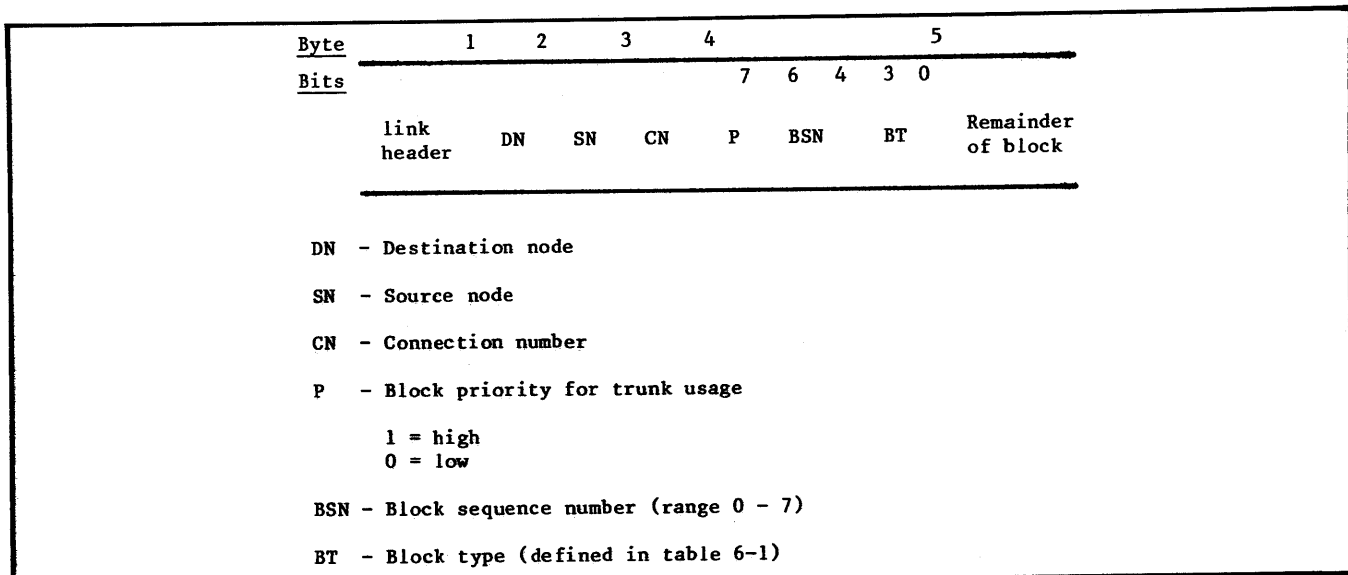 Byte 1 2 3 4 5
Bits 7 6 4 3 0
link header DN SN CN P BSN BT Remainder of block
DN - Destination node
SN - Source node
CN - Connection number
P - Block priority for trunk usage
1 = high
0 = low
BSN - Block sequence number (range 0 - 7)
BT - Block type (defined in table 6-1)